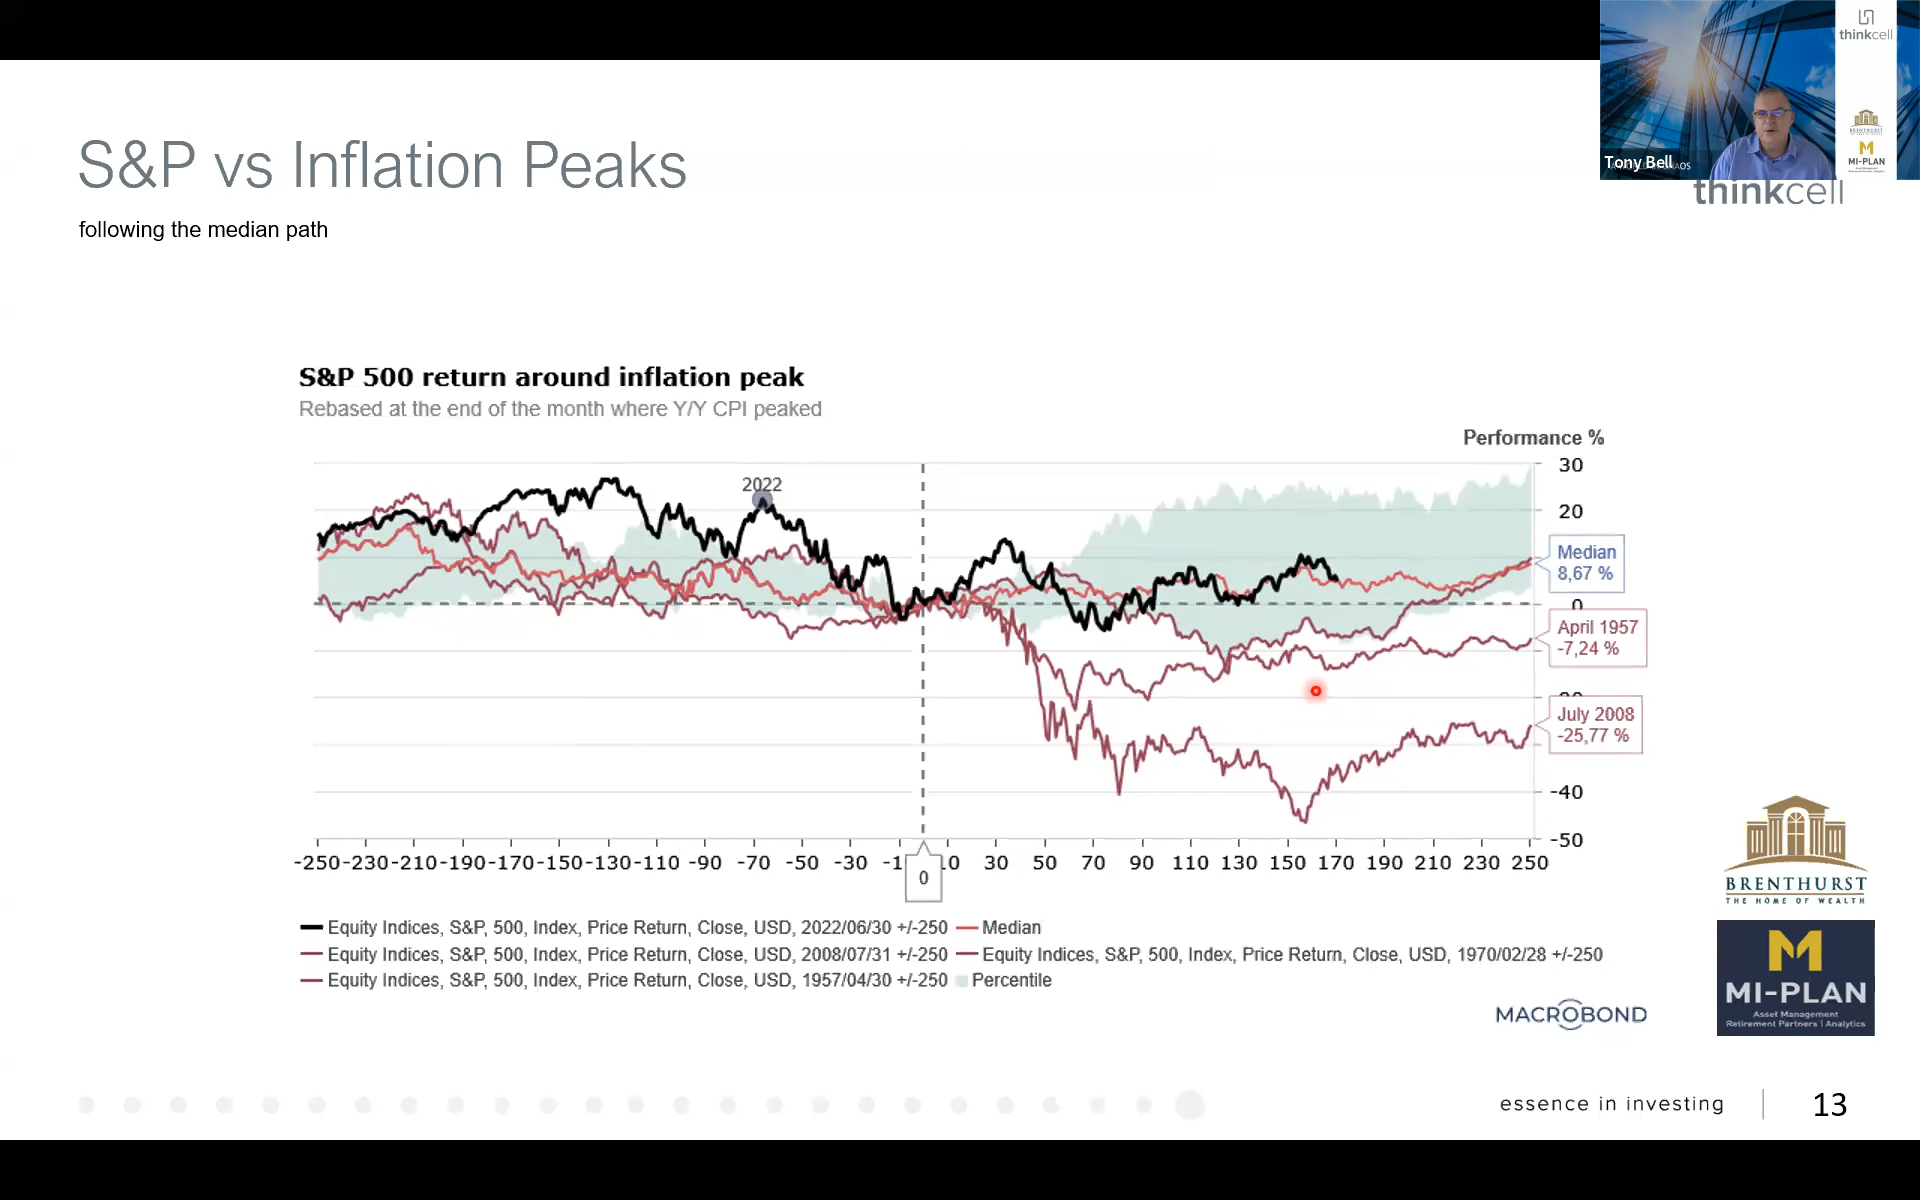 thinkcell
BRENTHURST
MI-PLAN
Tony Bell
S&P vs Inflation Peaks
thinkcell
following the median path
S&P 500 return around inflation peak
Rebased at the end of the month where Y/Y CPI peaked
Performance %
30
20
0
-40
-50
2022
Median
8,67 %
April 1957
-7,24 %
July 2008
-25,77 %
-250 -230 -210 -190 -170 -150 -130 -110 -90 -70 -50 -30 -1 0 10 30 50 70 90 110 130 150 170 190 210 230 250
Equity Indices, S&P, 500, Index, Price Return, Close, USD, 2022/06/30 +/-250 Median
Equity Indices, S&P, 500, Index, Price Return, Close, USD, 2008/07/31 +/-250 Equity Indices, S&P, 500, Index, Price Return, Close, USD, 1970/02/28 +/-250
Equity Indices, S&P, 500, Index, Price Return, Close, USD, 1957/04/30 +/-250 Percentile
MACROBOND
BRENTHURST
THE HOME OF WEALTH
M
MI-PLAN
Asset Management
Retirement Partners | Analytics
essence in investing
13